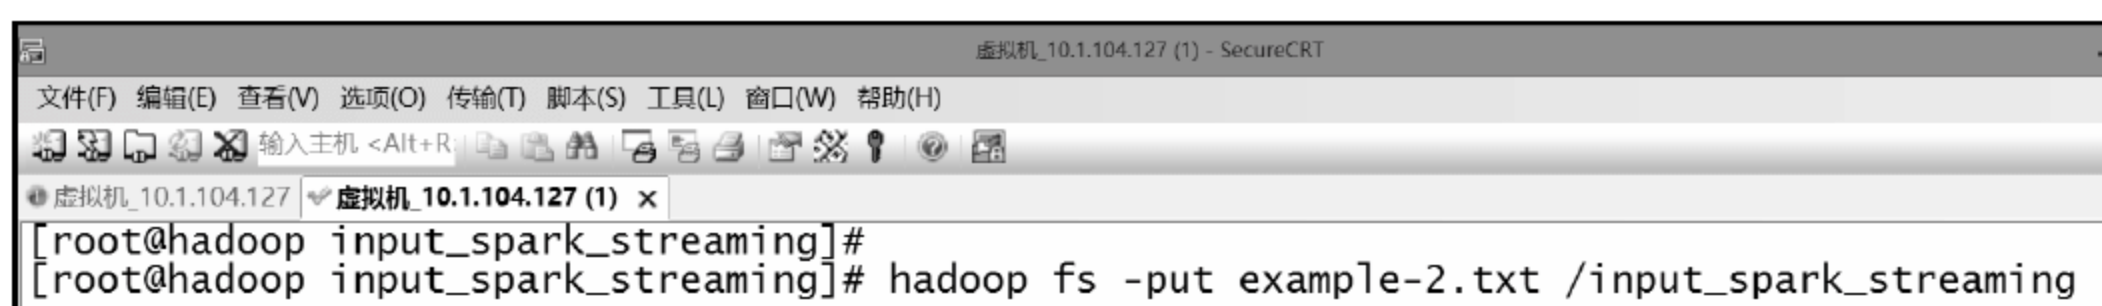 虚拟机_10.1.104.127 (1) - SecureCRT
文件(F) 编辑(E) 查看(V) 选项(O) 传输(T) 脚本(S) 工具(L) 窗口(W) 帮助(H)
输入主机 <Alt+R
虚拟机_10.1.104.127 虚拟机_10.1.104.127 (1) x
[root@hadoop input_spark_streaming]#
[root@hadoop input_spark_streaming]# hadoop fs -put example-2.txt /input_spark_streaming